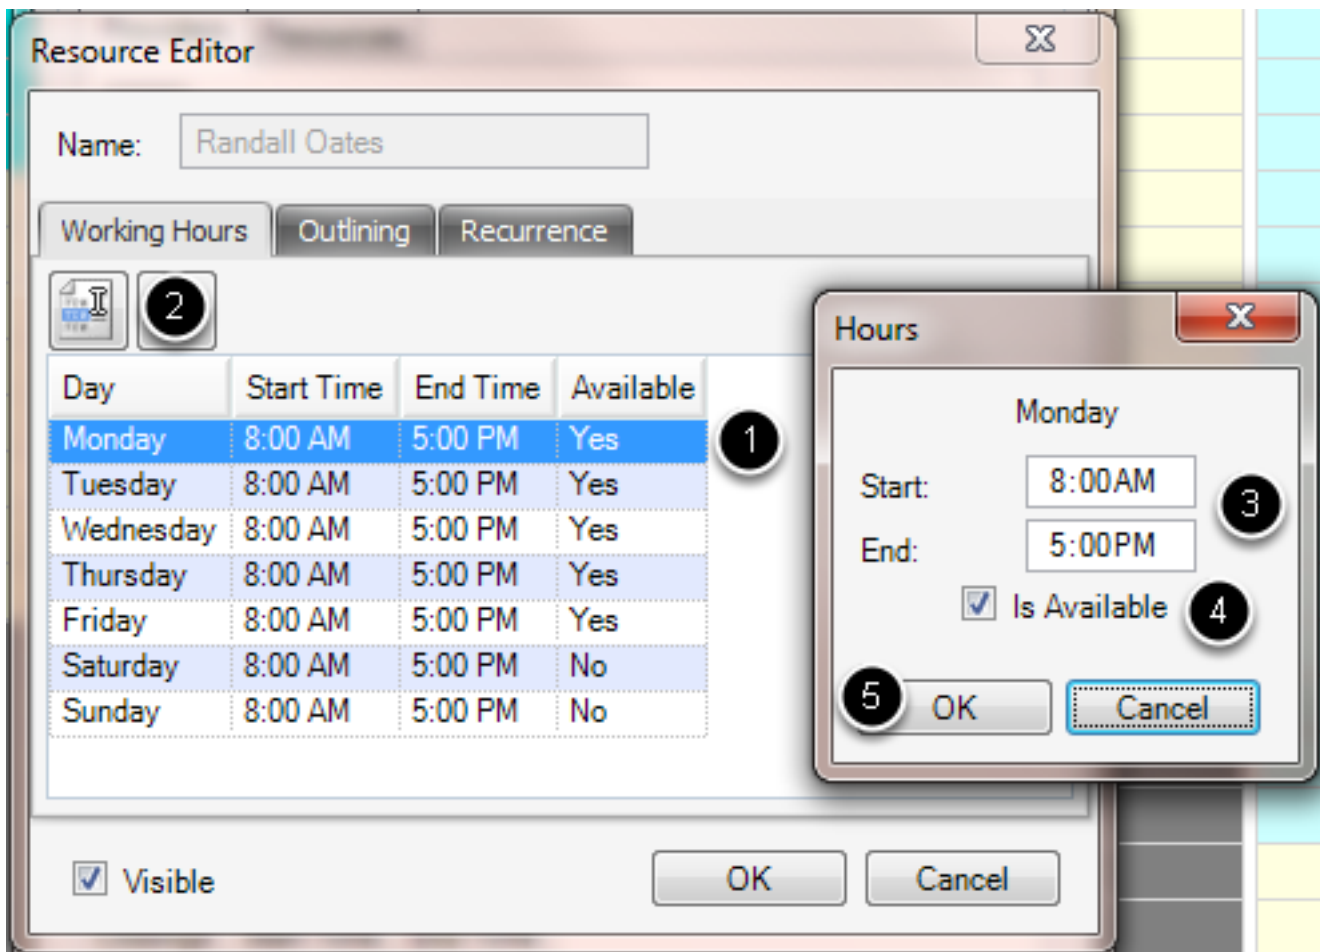 Resource Editor
Name: Randall Oates
Working Hours Outlining Recurrence
2
Day Start Time End Time Available
Monday 8:00 AM 5:00 PM Yes 1
Tuesday 8:00 AM 5:00 PM Yes
Wednesday 8:00 AM 5:00 PM Yes
Thursday 8:00 AM 5:00 PM Yes
Friday 8:00 AM 5:00 PM Yes
Saturday 8:00 AM 5:00 PM No
Sunday 8:00 AM 5:00 PM No
Visible OK Cancel
Hours
Monday
Start: 8:00AM
3
End: 5:00PM
Is Available 4
5 OK Cancel